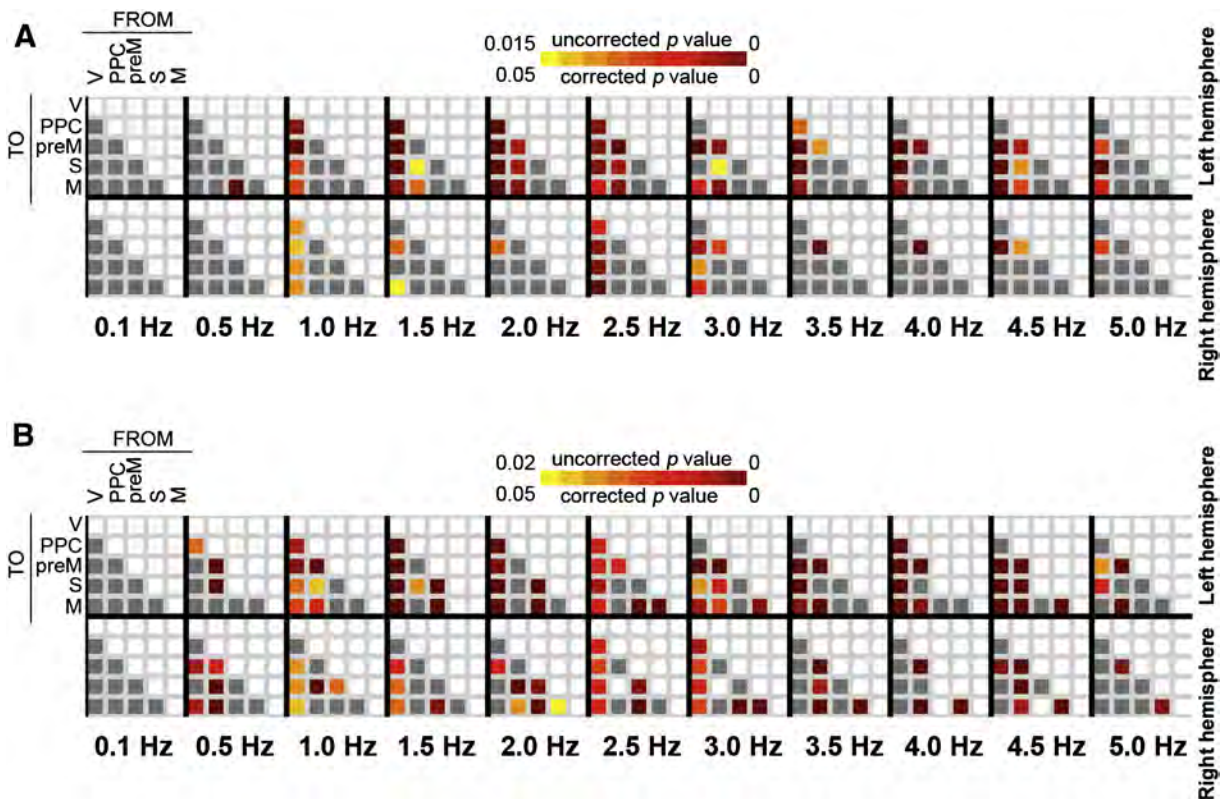 A
FROM
V PPC preM S M
0.015 uncorrected p value 0
0.05 corrected p value 0
TO
V
PPC
preM
S
M
Left hemisphere
Right hemisphere
0.1 Hz 0.5 Hz 1.0 Hz 1.5 Hz 2.0 Hz 2.5 Hz 3.0 Hz 3.5 Hz 4.0 Hz 4.5 Hz 5.0 Hz
B
FROM
V PPC preM S M
0.02 uncorrected p value 0
0.05 corrected p value 0
TO
V
PPC
preM
S
M
Left hemisphere
Right hemisphere
0.1 Hz 0.5 Hz 1.0 Hz 1.5 Hz 2.0 Hz 2.5 Hz 3.0 Hz 3.5 Hz 4.0 Hz 4.5 Hz 5.0 Hz